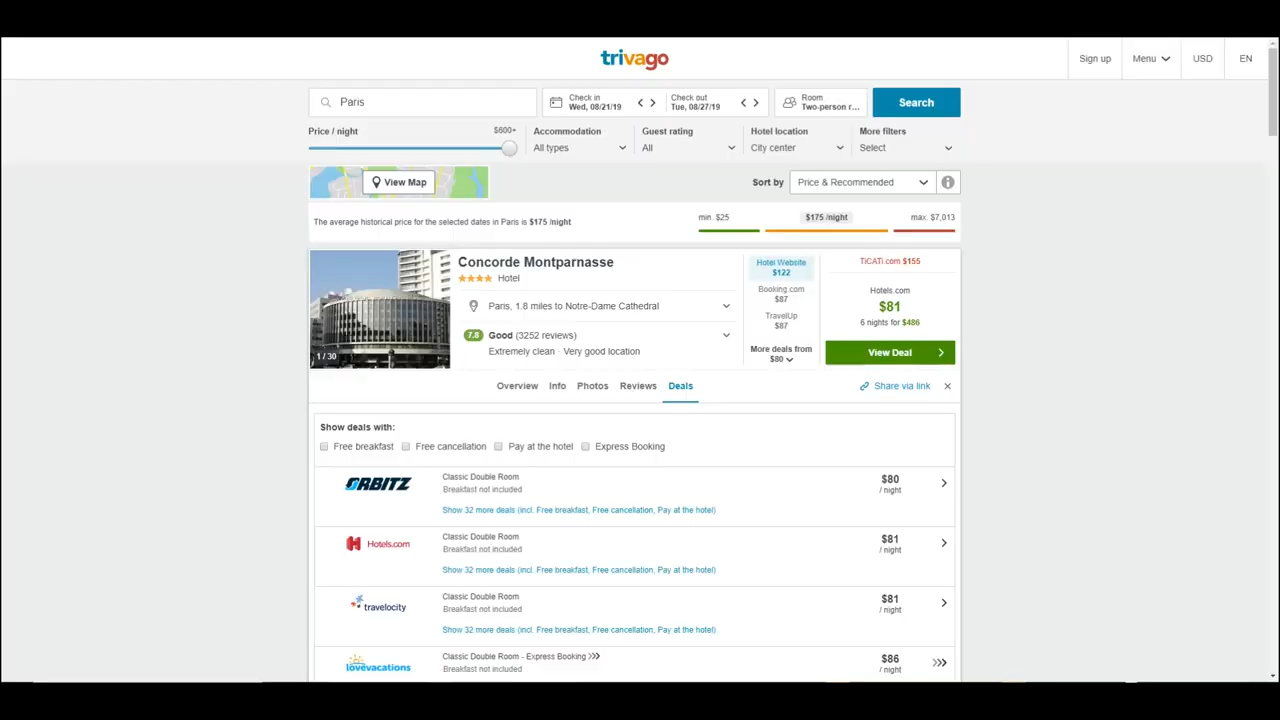 trivago
Sign up
Menu
USD
EN
Paris
Check in
Wed, 08/21/19
Check out
Tue, 08/27/19
Room
Two-person r...
Search
Price / night
$600+
Accommodation
All types
Guest rating
All
Hotel location
City center
More filters
Select
View Map
Sort by
Price & Recommended
The average historical price for the selected dates in Paris is $175 /night
min. $25
$175 /night
max. $7,013
Concorde Montparnasse
Hotel
Paris, 1.8 miles to Notre-Dame Cathedral
7.8 Good (3252 reviews)
Extremely clean · Very good location
1 / 30
Hotel Website
$122
Booking.com
$87
TravelUp
$87
More deals from
$80
TiCATi.com $155
Hotels.com
$81
6 nights for $486
View Deal
Overview
Info
Photos
Reviews
Deals
Share via link
Show deals with:
Free breakfast
Free cancellation
Pay at the hotel
Express Booking
ORBITZ
Classic Double Room
Breakfast not included
Show 32 more deals (incl. Free breakfast, Free cancellation, Pay at the hotel)
$80
/ night
Hotels.com
Classic Double Room
Breakfast not included
Show 32 more deals (incl. Free breakfast, Free cancellation, Pay at the hotel)
$81
/ night
travelocity
Classic Double Room
Breakfast not included
Show 32 more deals (incl. Free breakfast, Free cancellation, Pay at the hotel)
$81
/ night
lovevacations
Classic Double Room - Express Booking
Breakfast not included
$86
/ night